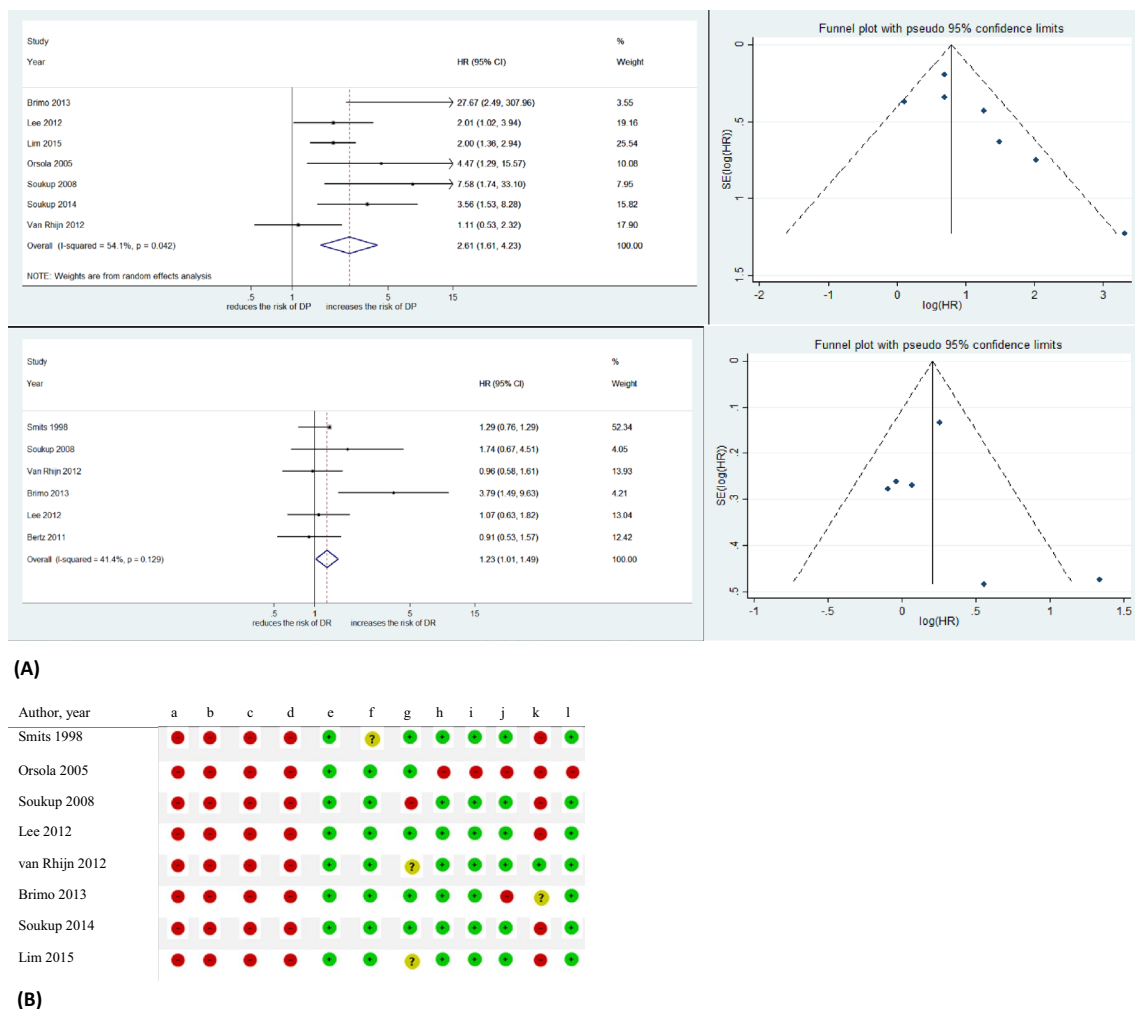 Study
%
Year
HR (95% CI)
Weight
Brimo 2013
27.67 (2.49, 307.96)
3.55
Lee 2012
2.01 (1.02, 3.94)
19.16
Lim 2015
2.00 (1.36, 2.94)
25.54
Orsola 2005
4.47 (1.29, 15.57)
10.08
Soukup 2008
7.58 (1.74, 33.10)
7.95
Soukup 2014
3.56 (1.53, 8.28)
15.82
Van Rhijn 2012
1.11 (0.53, 2.32)
17.90
Overall (I-squared = 54.1%, p = 0.042)
2.61 (1.61, 4.23)
100.00
NOTE: Weights are from random effects analysis
.5 1 5 15
reduces the risk of DP increases the risk of DP
Funnel plot with pseudo 95% confidence limits
0
.5
1
1.5
SE(log(HR))
-2 -1 0 1 2 3
log(HR)
Study
%
Year
HR (95% CI)
Weight
Smits 1998
1.29 (0.76, 1.29)
52.34
Soukup 2008
1.74 (0.67, 4.51)
4.05
Van Rhijn 2012
0.96 (0.58, 1.61)
13.93
Brimo 2013
3.79 (1.49, 9.63)
4.21
Lee 2012
1.07 (0.63, 1.82)
13.04
Bertz 2011
0.91 (0.53, 1.57)
12.42
Overall (I-squared = 41.4%, p = 0.129)
1.23 (1.01, 1.49)
100.00
.5 1 5 15
reduces the risk of DR increases the risk of DR
Funnel plot with pseudo 95% confidence limits
0
.1
.2
.3
.4
.5
SE(log(HR))
-1 -.5 0 .5 1 1.5
log(HR)
(A)
Author, year a b c d e f g h i j k l
Smits 1998 - - - - + ? + + + + - +
Orsola 2005 - - - - + + + - - - - -
Soukup 2008 - - - - + + - + + + - +
Lee 2012 - - - - + + + + + + - +
van Rhijn 2012 - - - - + + ? + + + + +
Brimo 2013 - - - - + + + + + - ? +
Soukup 2014 - - - - + + + + + + - +
Lim 2015 - - - - + + ? + + + - +
(B)